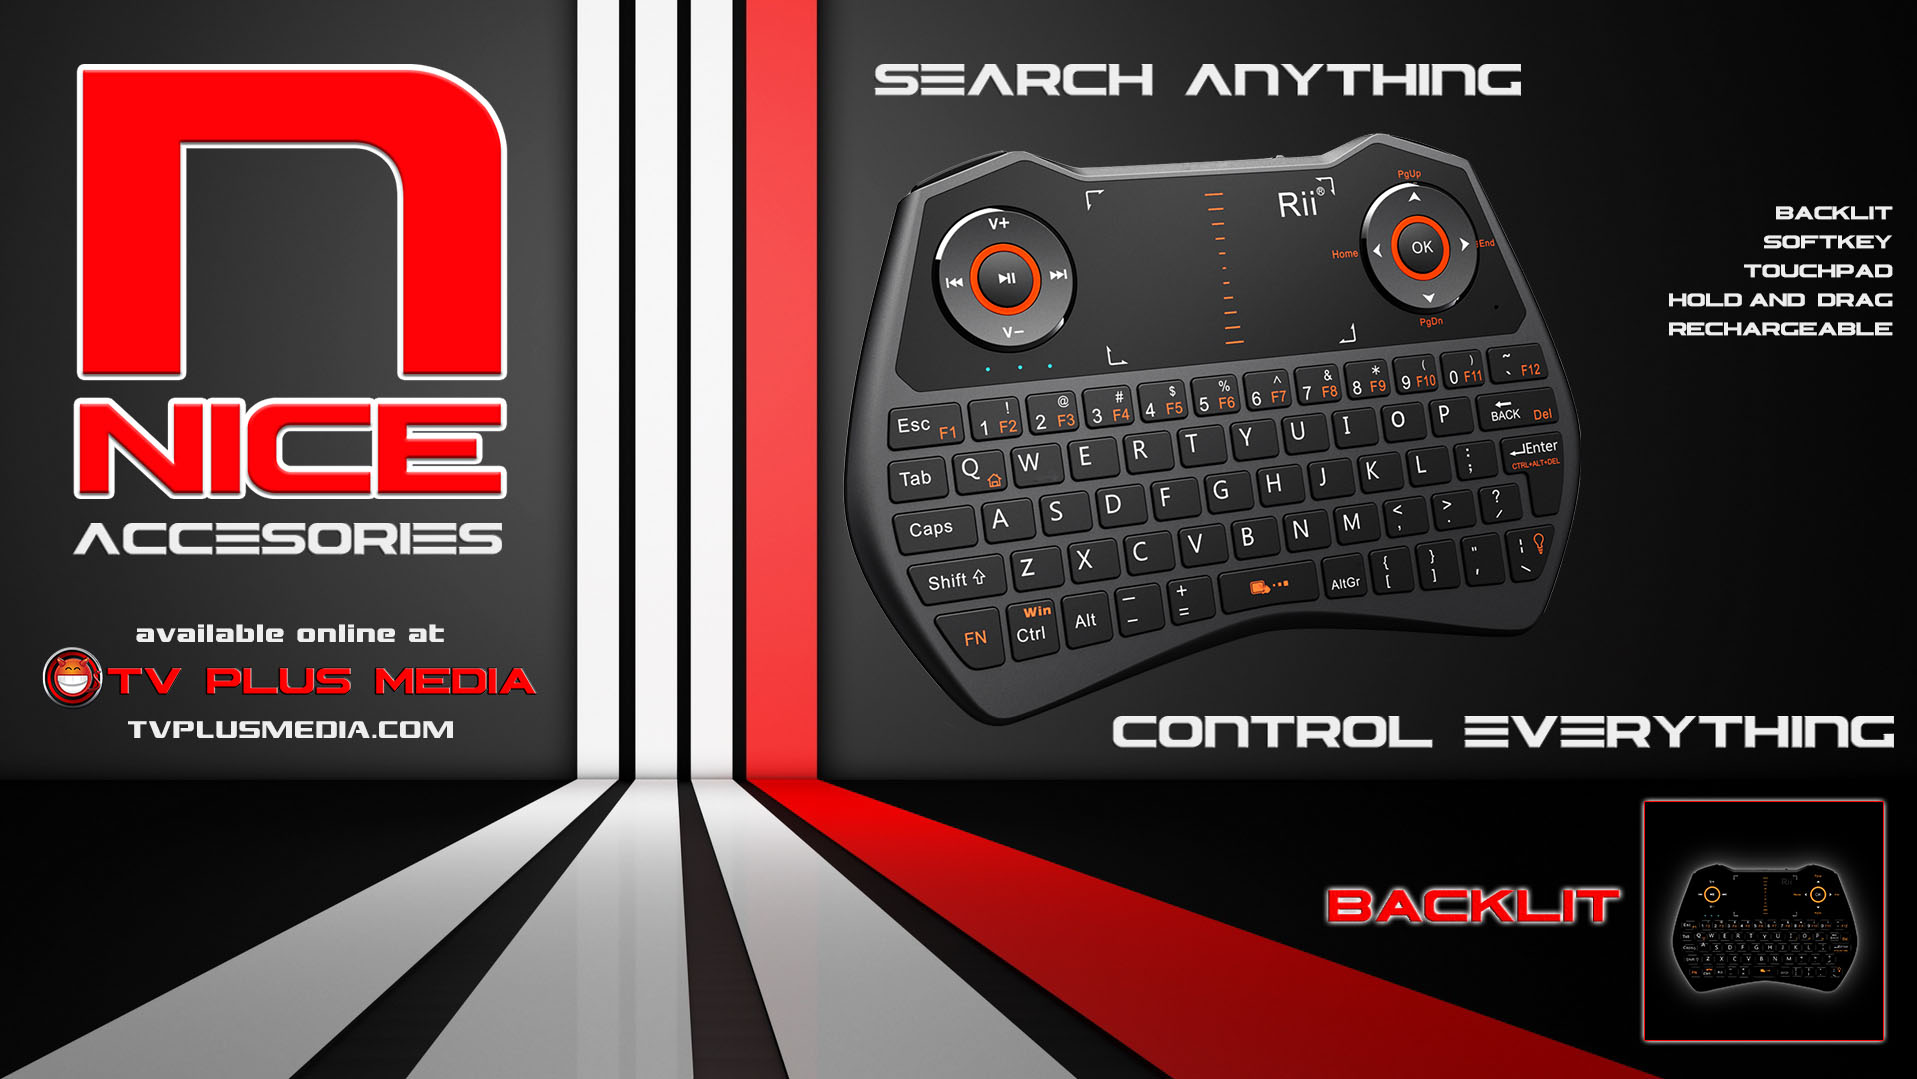 n
NICE
ACCESORIES
available online at
TV PLUS MEDIA
TVPLUSMEDIA.COM
SEARCH ANYTHING
BACKLIT
SOFTKEY
TOUCHPAD
HOLD AND DRAG
RECHARGEABLE
Rii®
V+
V-
PgUp
Home OK End
PgDn
Esc F1 ! 1 F2 @ 2 F3 # 3 F4 $ 4 F5 % 5 F6 ^ 6 F7 & 7 F8 * 8 F9 ( 9 F10 ) 0 F11 ~ ` F12
Tab Q W E R T Y U I O P BACK Del
Caps A S D F G H J K L : ; Enter
CTRL+ALT+DEL
Shift Z X C V B N M < , > . ? /
FN Win Ctrl Alt _ - + = AltGr { [ } ] " ' ¦ \
CONTROL EVERYTHING
BACKLIT